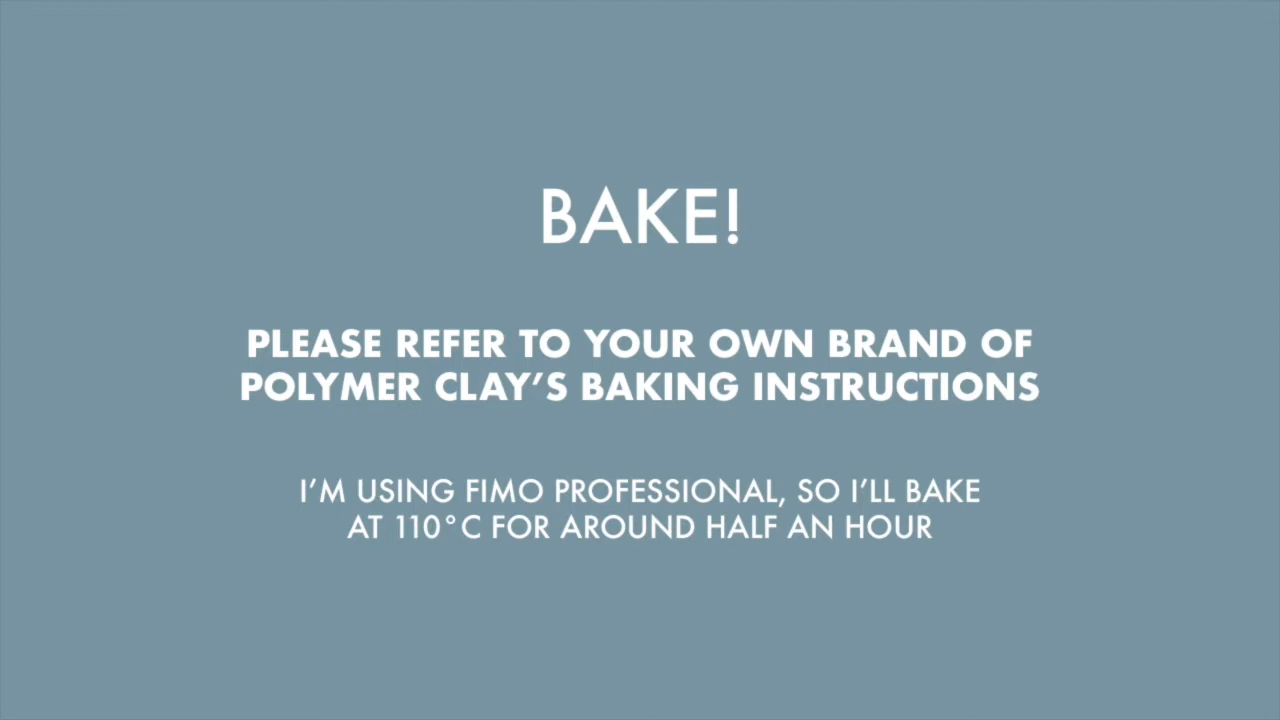 BAKE!
PLEASE REFER TO YOUR OWN BRAND OF
POLYMER CLAY’S BAKING INSTRUCTIONS
I’M USING FIMO PROFESSIONAL, SO I’LL BAKE
AT 110°C FOR AROUND HALF AN HOUR